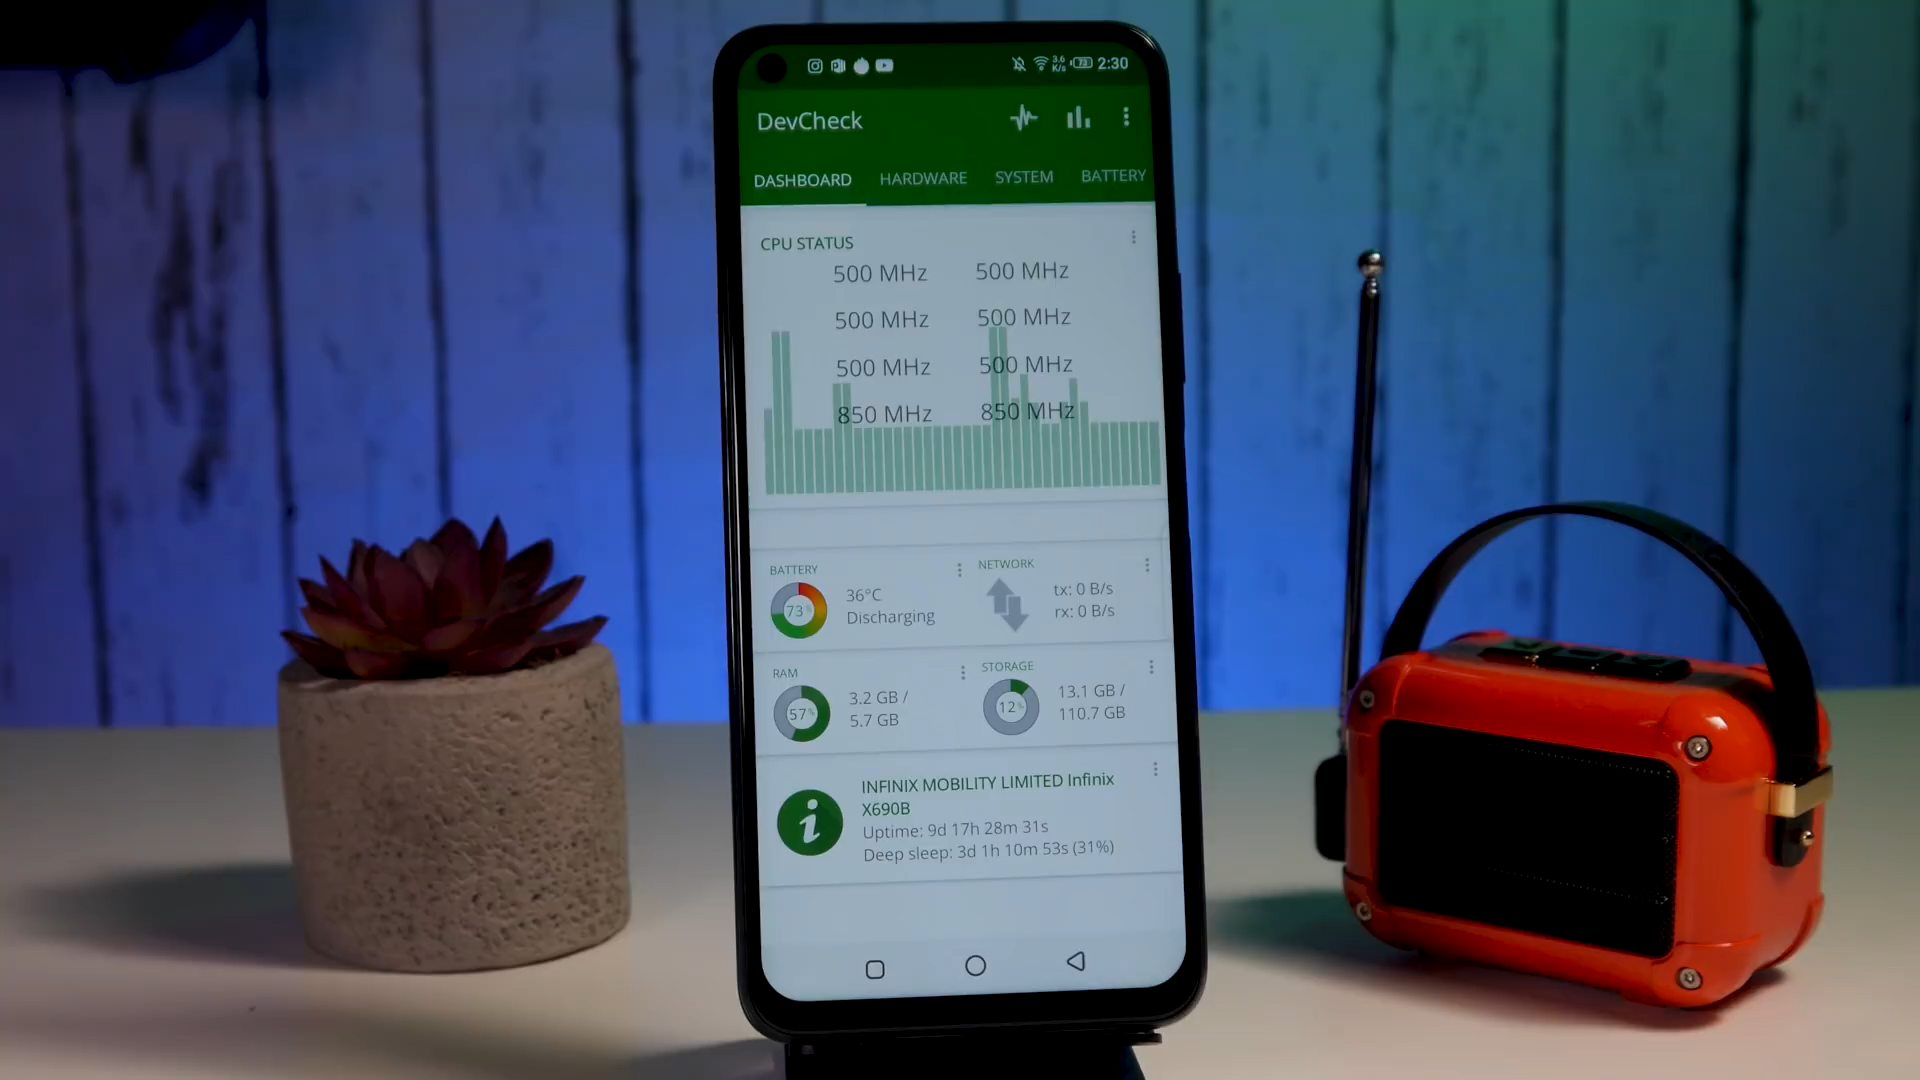 3.6
K/s
73
2:30
DevCheck
DASHBOARD HARDWARE SYSTEM BATTERY
CPU STATUS
500 MHz 500 MHz
500 MHz 500 MHz
500 MHz 500 MHz
850 MHz 850 MHz
BATTERY
73%
36°C
Discharging
NETWORK
tx: 0 B/s
rx: 0 B/s
RAM
57%
3.2 GB /
5.7 GB
STORAGE
12%
13.1 GB /
110.7 GB
INFINIX MOBILITY LIMITED Infinix
X690B
Uptime: 9d 17h 28m 31s
Deep sleep: 3d 1h 10m 53s (31%)